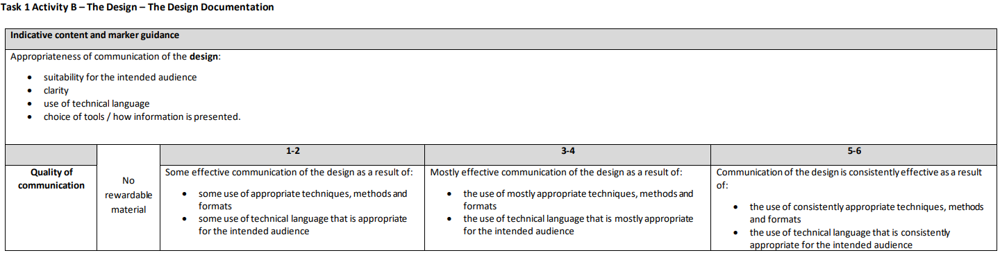 Task 1 Activity B – The Design – The Design Documentation
Indicative content and marker guidance
Appropriateness of communication of the design:
• suitability for the intended audience
• clarity
• use of technical language
• choice of tools / how information is presented.
1-2
3-4
5-6
Quality of
communication
No
rewardable
material
Some effective communication of the design as a result of:
• some use of appropriate techniques, methods and
formats
• some use of technical language that is appropriate
for the intended audience
Mostly effective communication of the design as a result of:
• the use of mostly appropriate techniques, methods and
formats
• the use of technical language that is mostly appropriate
for the intended audience
Communication of the design is consistently effective as a result
of:
• the use of consistently appropriate techniques, methods
and formats
• the use of technical language that is consistently
appropriate for the intended audience